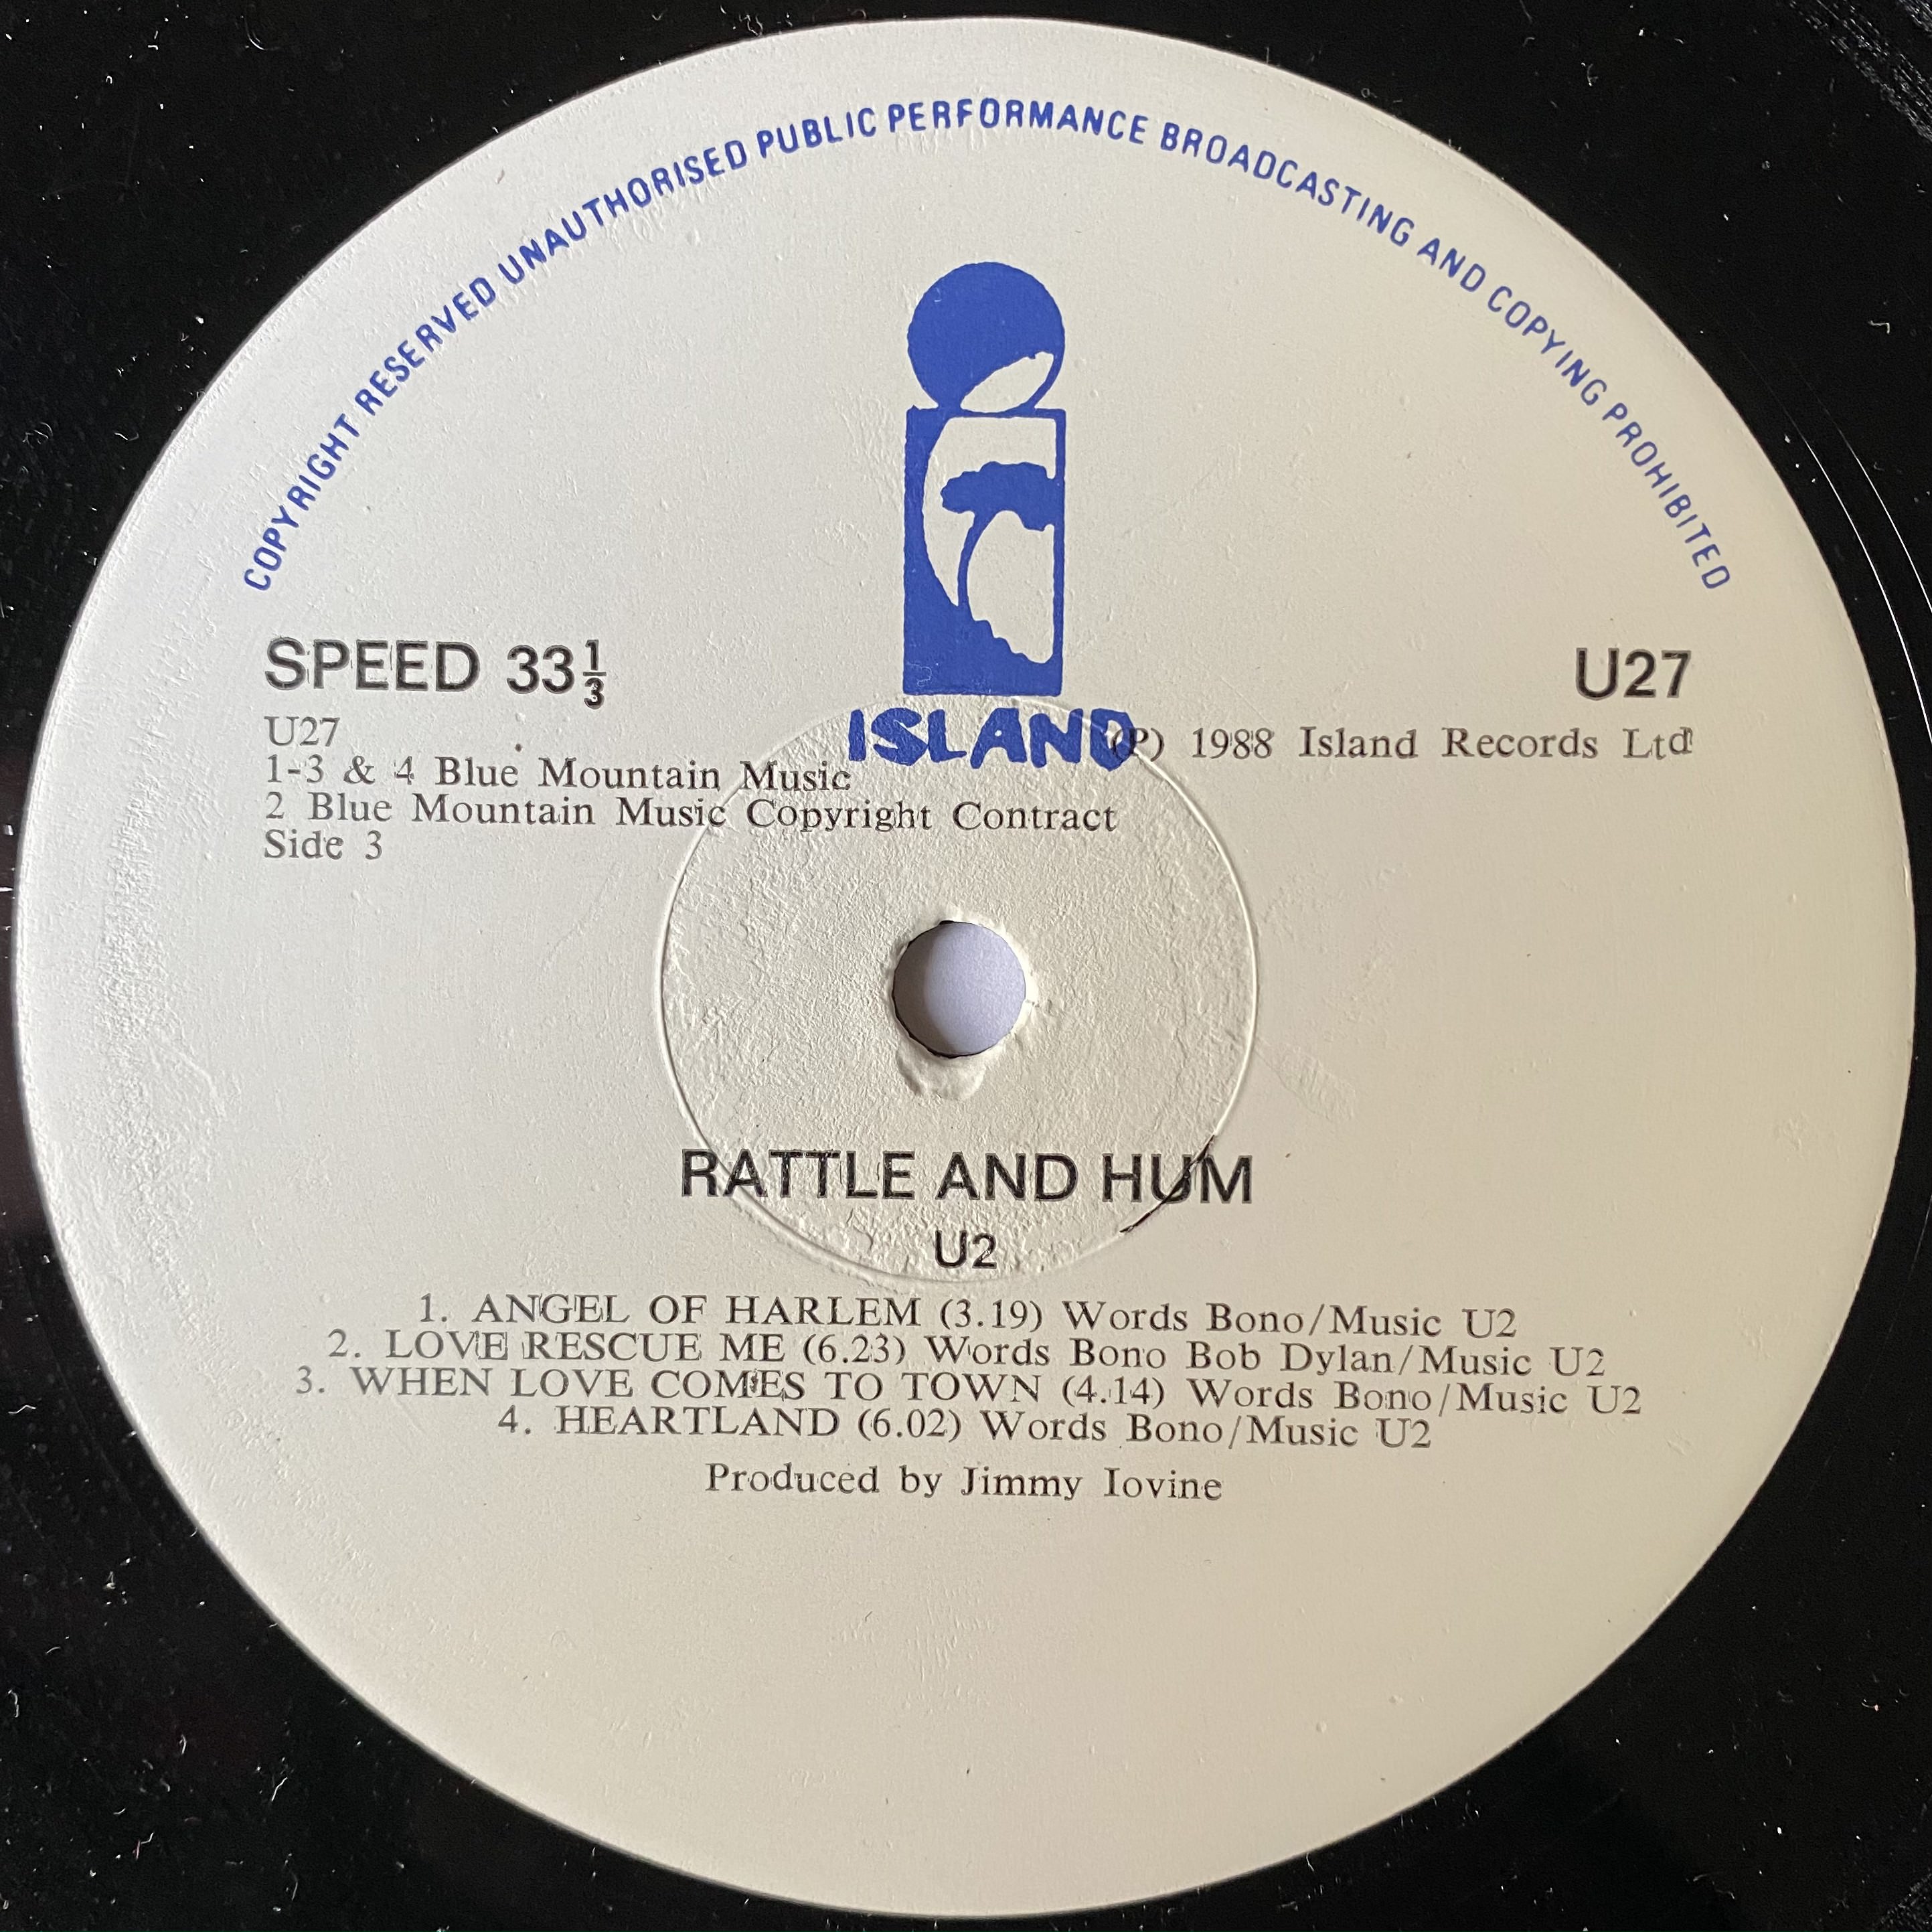 COPYRIGHT RESERVED UNAUTHORISED PUBLIC PERFORMANCE BROADCASTING AND COPYING PROHIBITED
ISLAND
SPEED 33⅓
U27
U27
(P) 1988 Island Records Ltd
1-3 & 4 Blue Mountain Music
2 Blue Mountain Music Copyright Contract
Side 3
RATTLE AND HUM
U2
1. ANGEL OF HARLEM (3.19) Words Bono/Music U2
2. LOVE RESCUE ME (6.23) Words Bono Bob Dylan/Music U2
3. WHEN LOVE COMES TO TOWN (4.14) Words Bono/Music U2
4. HEARTLAND (6.02) Words Bono/Music U2
Produced by Jimmy Iovine